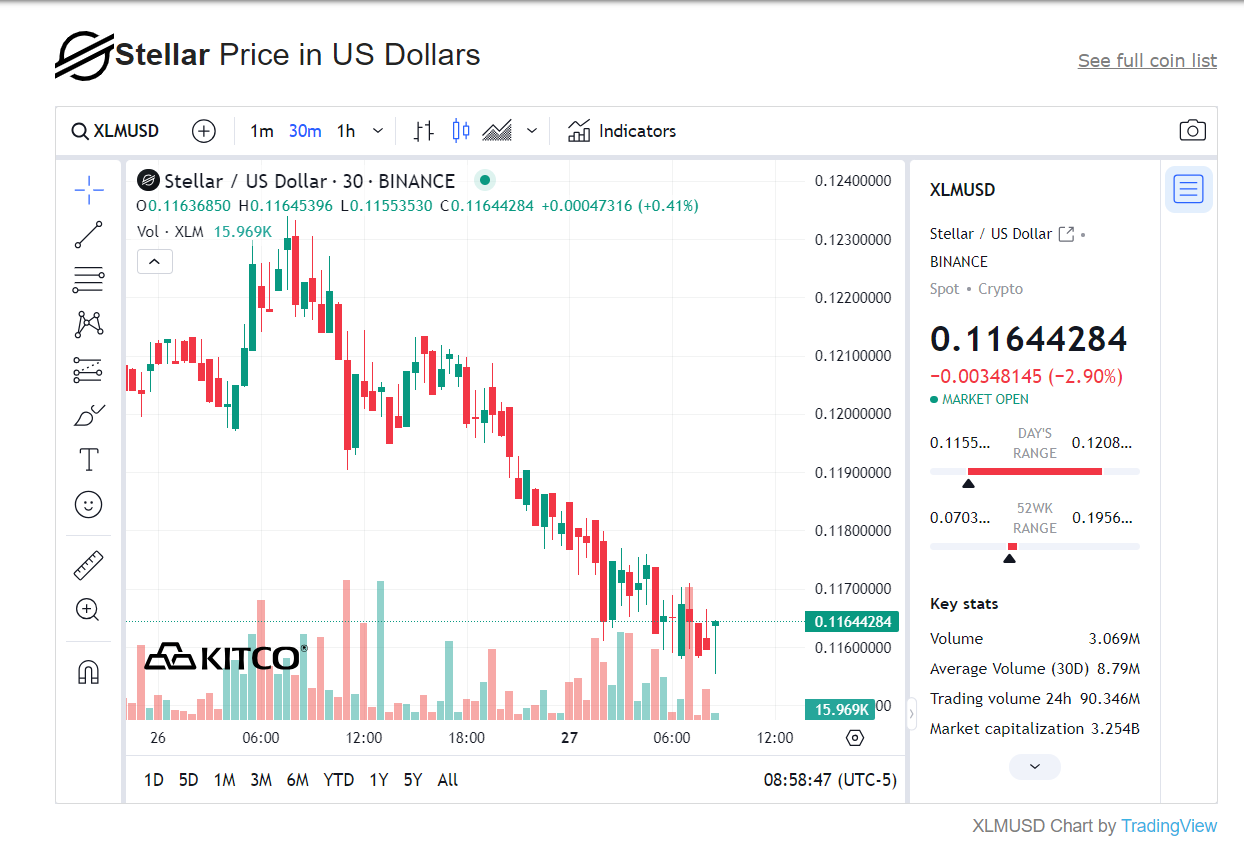 Stellar Price in US Dollars
See full coin list
XLMUSD 1m 30m 1h Indicators
Stellar / US Dollar · 30 · BINANCE
O0.11636850 H0.11645396 L0.11553530 C0.11644284 +0.00047316 (+0.41%)
Vol · XLM 15.969K
0.12400000
0.12300000
0.12200000
0.12100000
0.12000000
0.11900000
0.11800000
0.11700000
0.11644284
0.11600000
15.969K 00
KITCO®
26 06:00 12:00 18:00 27 06:00 12:00
1D 5D 1M 3M 6M YTD 1Y 5Y All 08:58:47 (UTC-5)
XLMUSD
Stellar / US Dollar •
BINANCE
Spot • Crypto
0.11644284
−0.00348145 (−2.90%)
MARKET OPEN
0.1155... DAY'S RANGE 0.1208...
0.0703... 52WK RANGE 0.1956...
Key stats
Volume 3.069M
Average Volume (30D) 8.79M
Trading volume 24h 90.346M
Market capitalization 3.254B
XLMUSD Chart by TradingView